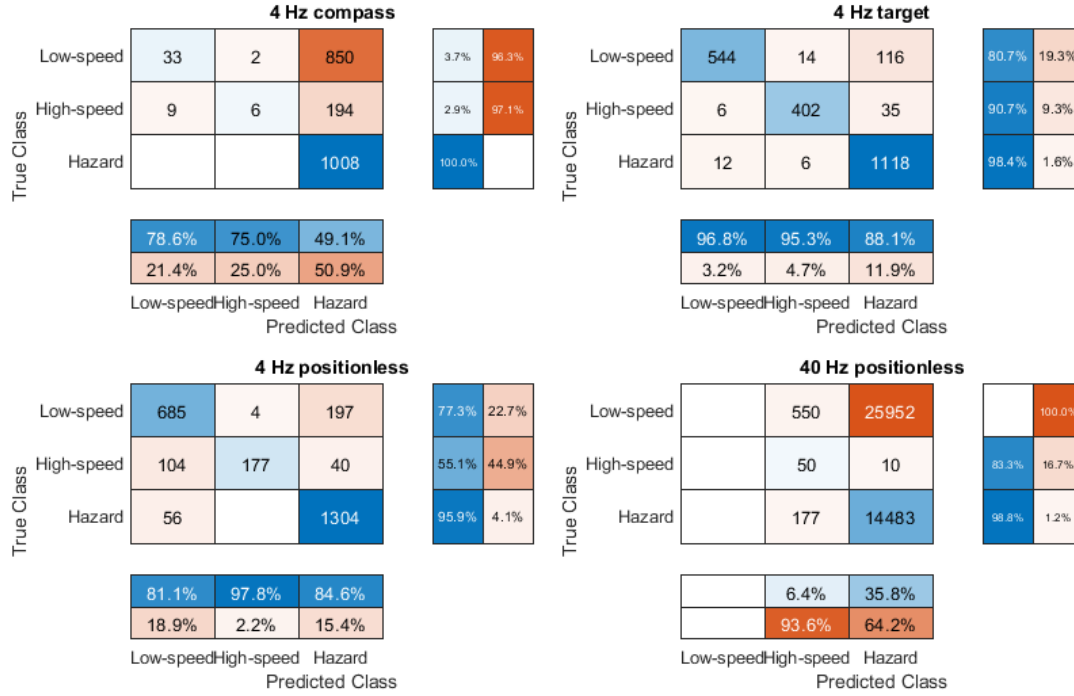 4 Hz compass
True Class
Low-speed 33 2 850 3.7% 96.3%
High-speed 9 6 194 2.9% 97.1%
Hazard 1008 100.0%
78.6% 75.0% 49.1%
21.4% 25.0% 50.9%
Low-speed High-speed Hazard
Predicted Class
4 Hz target
True Class
Low-speed 544 14 116 80.7% 19.3%
High-speed 6 402 35 90.7% 9.3%
Hazard 12 6 1118 98.4% 1.6%
96.8% 95.3% 88.1%
3.2% 4.7% 11.9%
Low-speed High-speed Hazard
Predicted Class
4 Hz positionless
True Class
Low-speed 685 4 197 77.3% 22.7%
High-speed 104 177 40 55.1% 44.9%
Hazard 56 1304 95.9% 4.1%
81.1% 97.8% 84.6%
18.9% 2.2% 15.4%
Low-speed High-speed Hazard
Predicted Class
40 Hz positionless
True Class
Low-speed 550 25952 100.0%
High-speed 50 10 83.3% 16.7%
Hazard 177 14483 98.8% 1.2%
6.4% 35.8%
93.6% 64.2%
Low-speed High-speed Hazard
Predicted Class